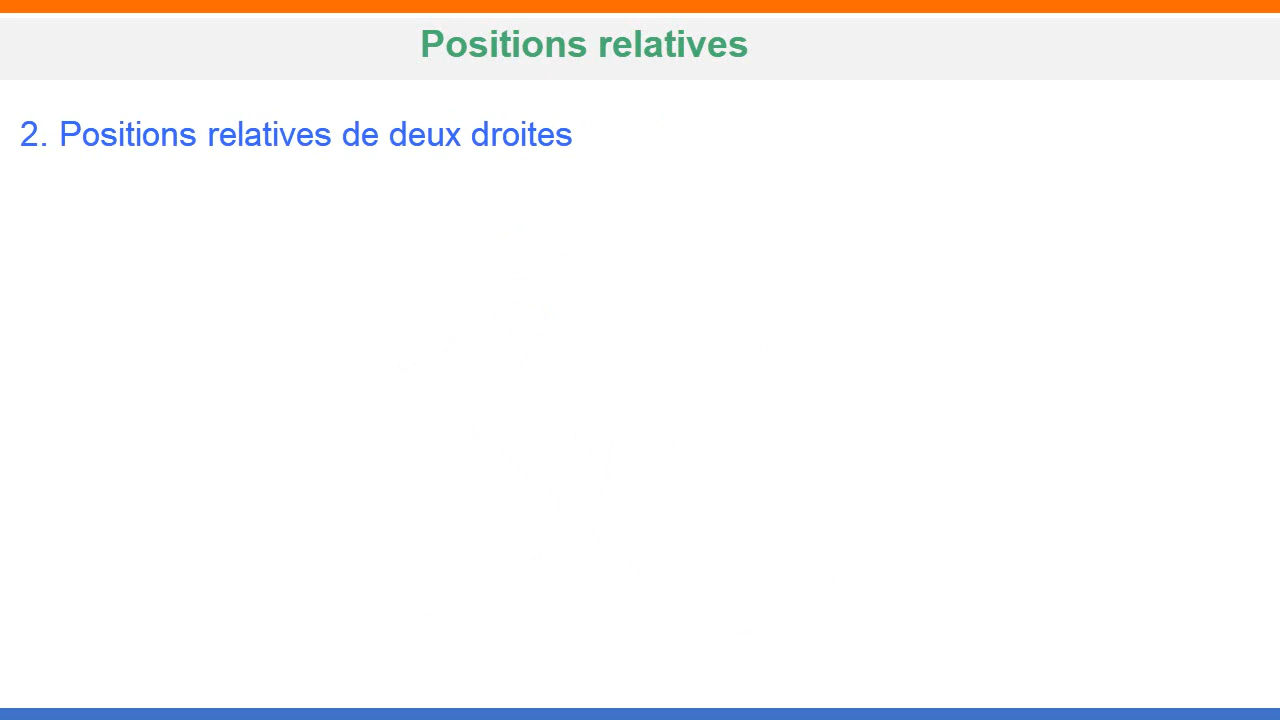 Positions relatives
2. Positions relatives de deux droites